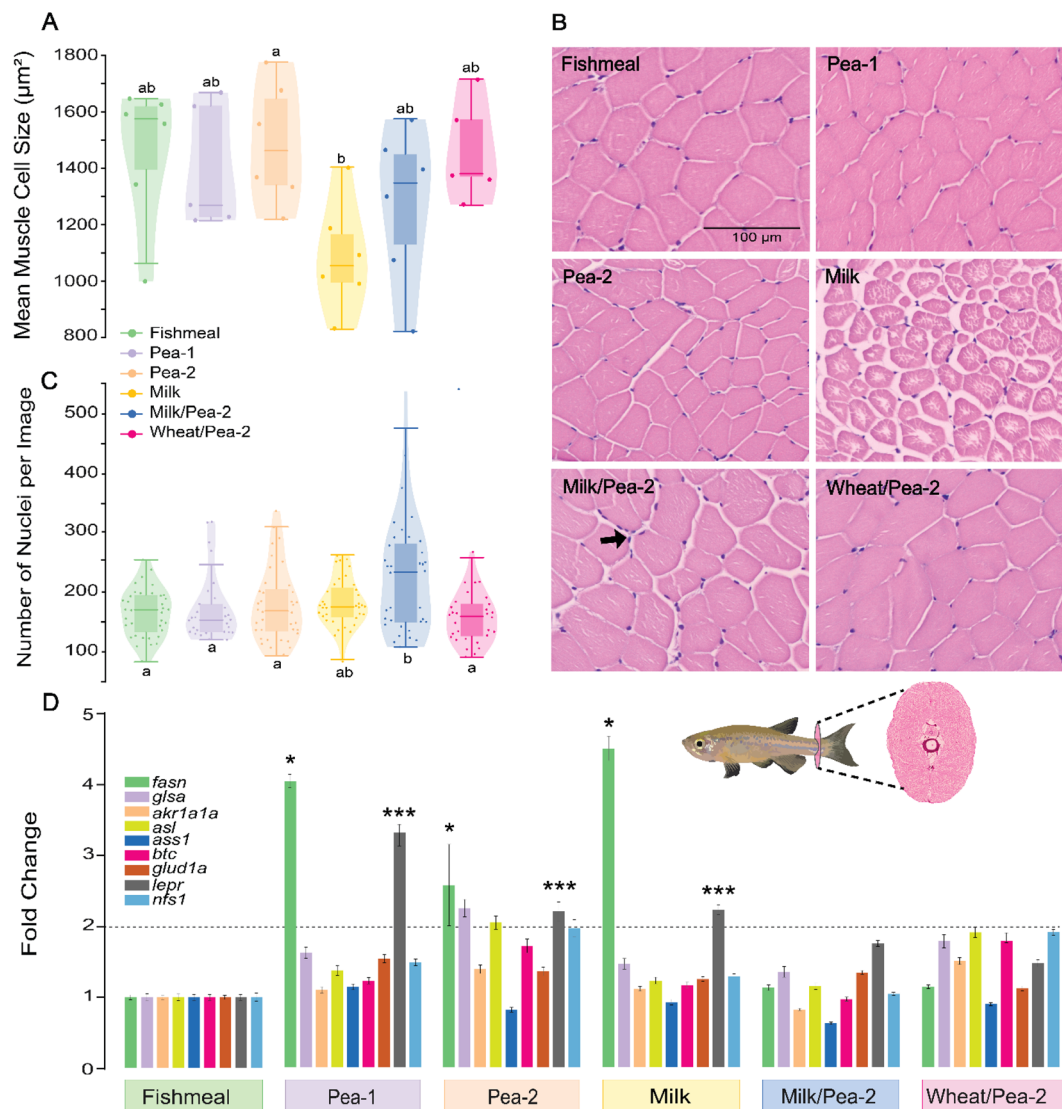 A
Mean Muscle Cell Size (µm²)
1800
1600
1400
1200
1000
800
ab
ab
a
b
ab
ab
Fishmeal
Pea-1
Pea-2
Milk
Milk/Pea-2
Wheat/Pea-2
B
Fishmeal
100 µm
Pea-1
Pea-2
Milk
Milk/Pea-2
Wheat/Pea-2
C
Number of Nuclei per Image
500
400
300
200
100
a
a
a
ab
b
a
D
Fold Change
5
4
3
2
1
0
fasn
glsa
akr1a1a
asl
ass1
btc
glud1a
lepr
nfs1
*
***
*
***
*
***
Fishmeal
Pea-1
Pea-2
Milk
Milk/Pea-2
Wheat/Pea-2